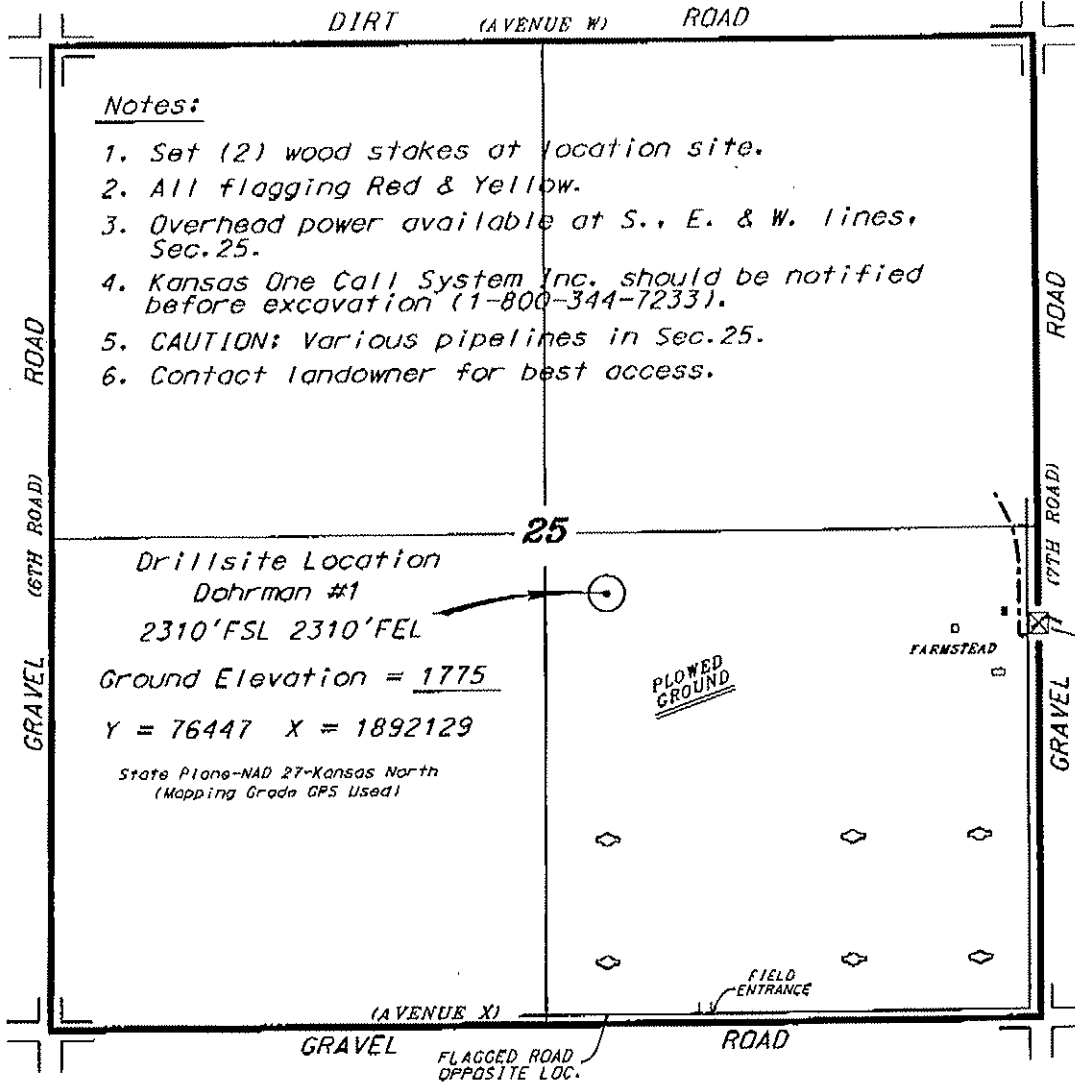 DIRT (AVENUE W) ROAD
Notes:
1. Set (2) wood stakes at location site.
2. All flagging Red & Yellow.
3. Overhead power available at S., E. & W. lines,
Sec.25.
4. Kansas One Call System Inc. should be notified
before excavation (1-800-344-7233).
5. CAUTION: Various pipelines in Sec.25.
6. Contact landowner for best access.
GRAVEL (6TH ROAD) ROAD
GRAVEL (7TH ROAD) ROAD
25
Drillsite Location
Dohrman #1
2310'FSL 2310'FEL
Ground Elevation = 1775
Y = 76447 X = 1892129
State Plane-NAD 27-Kansas North
(Mapping Grade GPS Used)
FARMSTEAD
PLOWED
GROUND
FIELD
ENTRANCE
(AVENUE X)
GRAVEL ROAD
FLAGGED ROAD
OPPOSITE LOC.